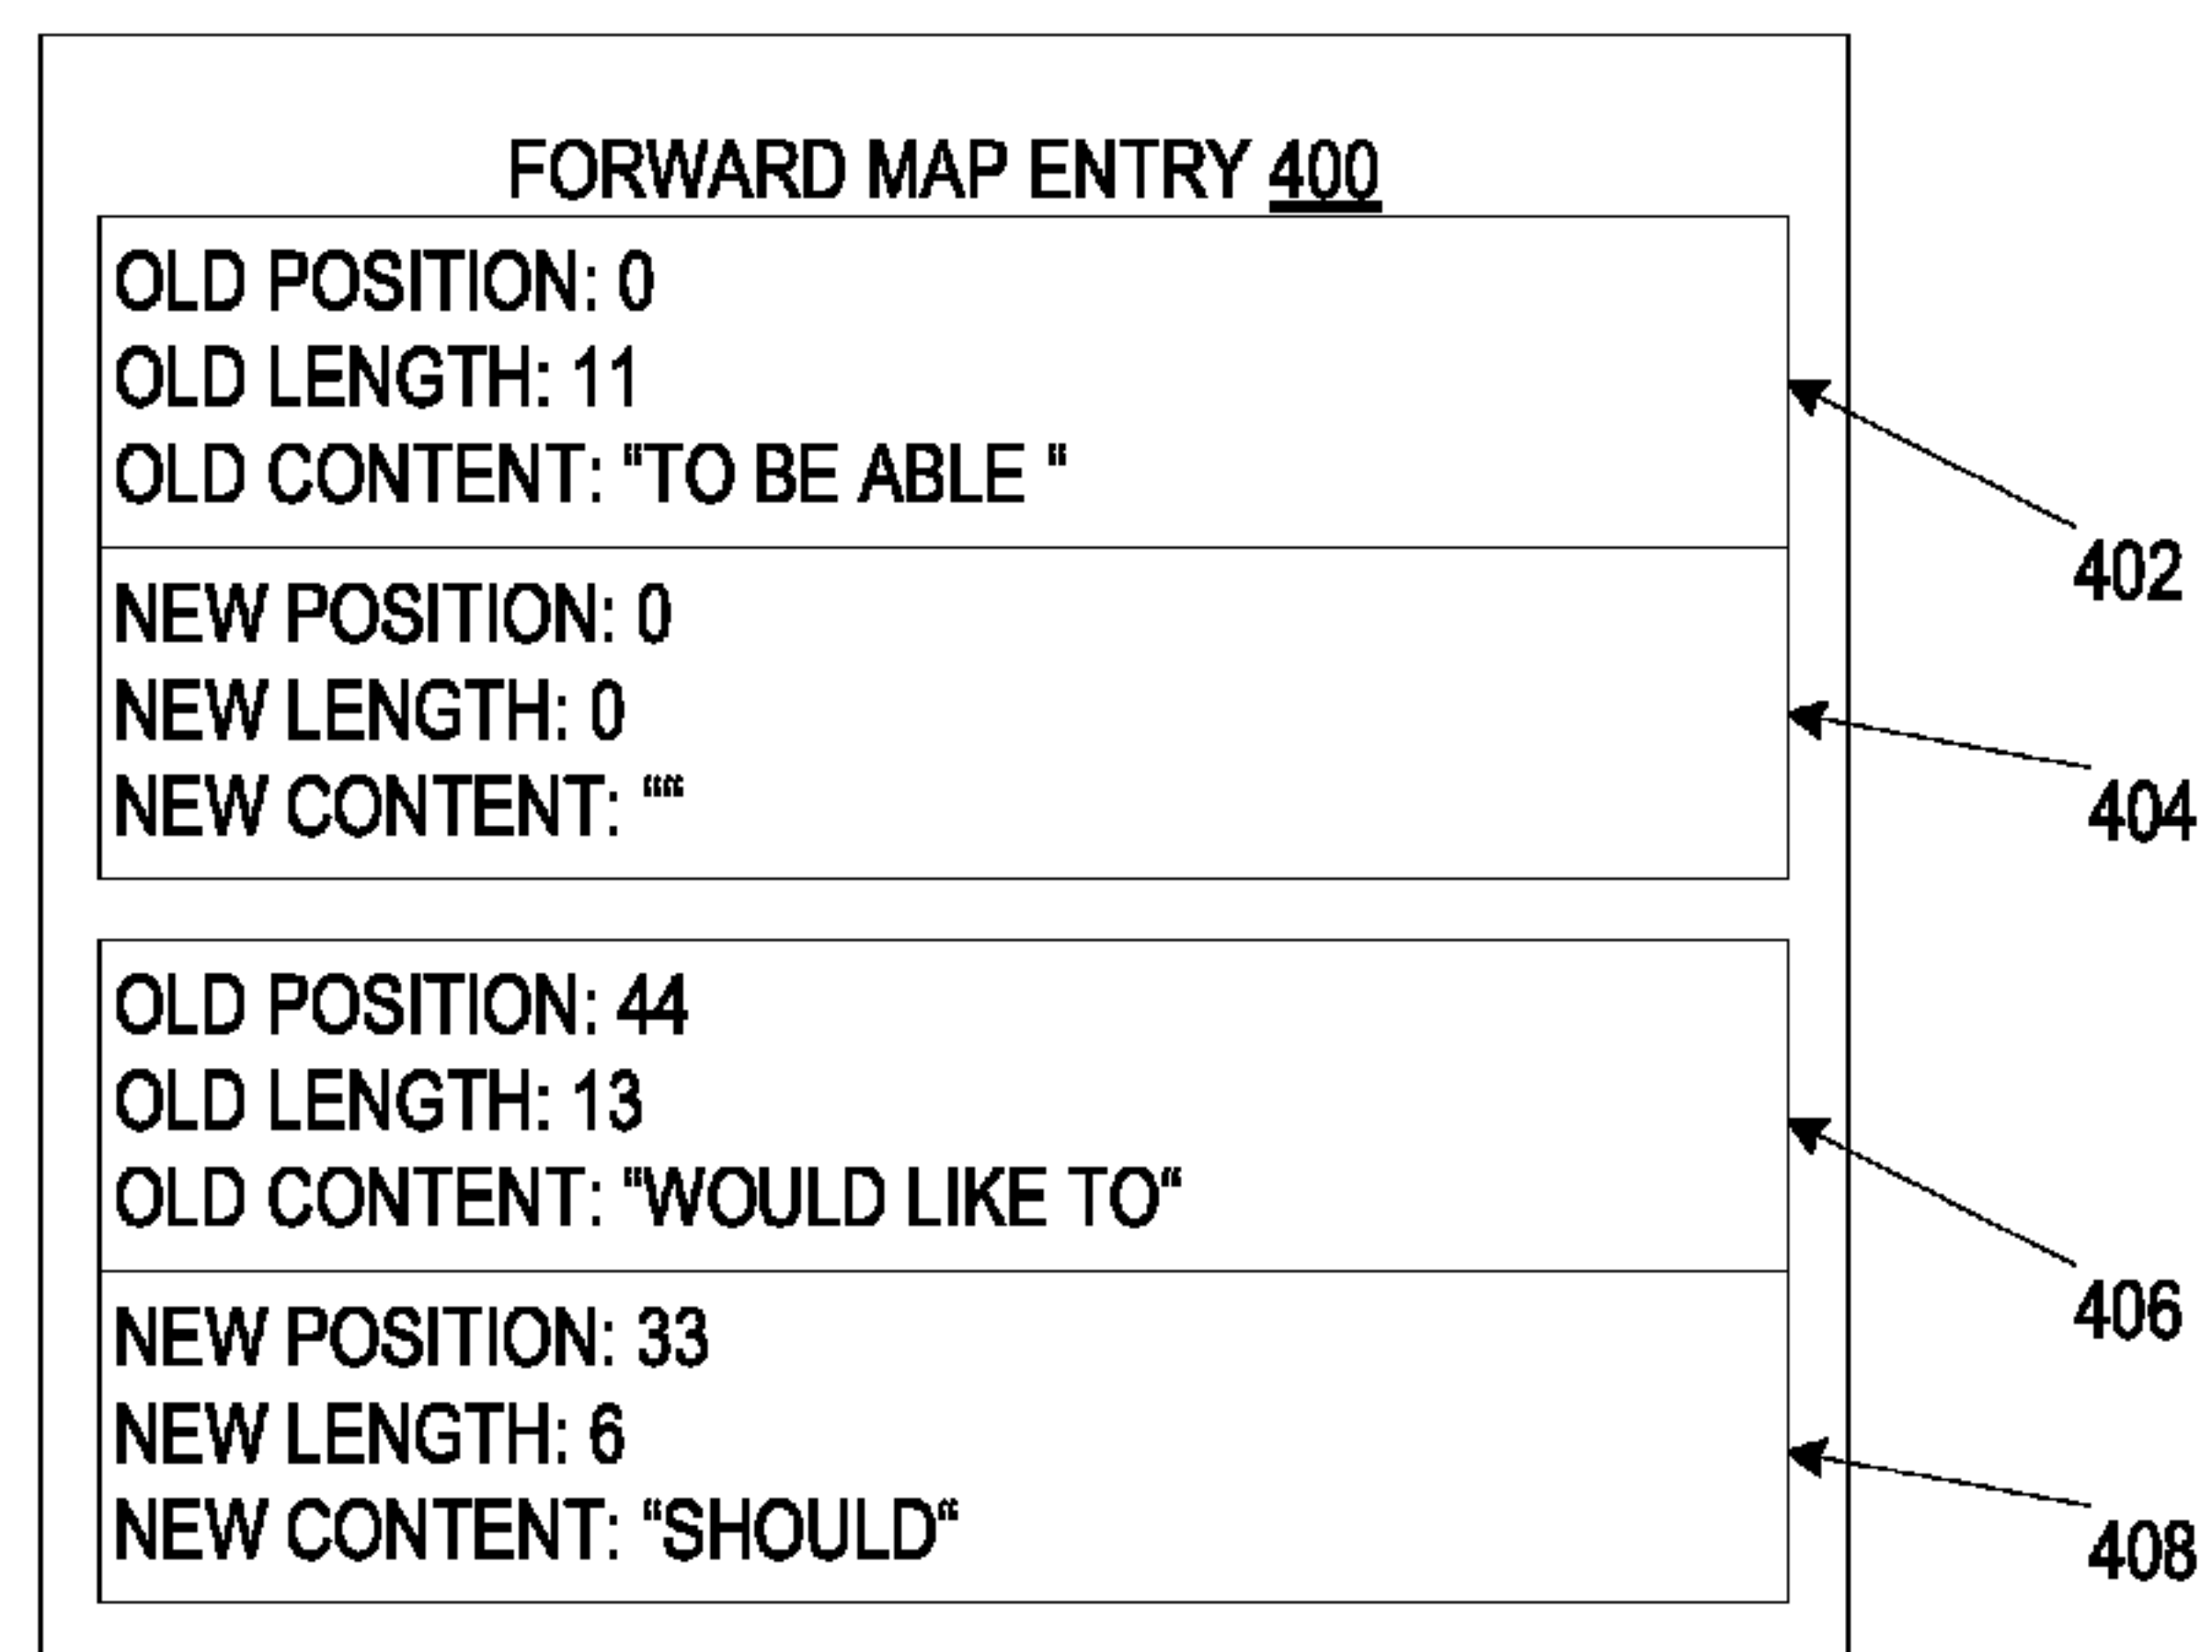 FORWARD MAP ENTRY 400
OLD POSITION: 0
OLD LENGTH: 11
OLD CONTENT: “TO BE ABLE “
402
NEW POSITION: 0
NEW LENGTH: 0
NEW CONTENT: ““
404
OLD POSITION: 44
OLD LENGTH: 13
OLD CONTENT: “WOULD LIKE TO“
406
NEW POSITION: 33
NEW LENGTH: 6
NEW CONTENT: “SHOULD“
408